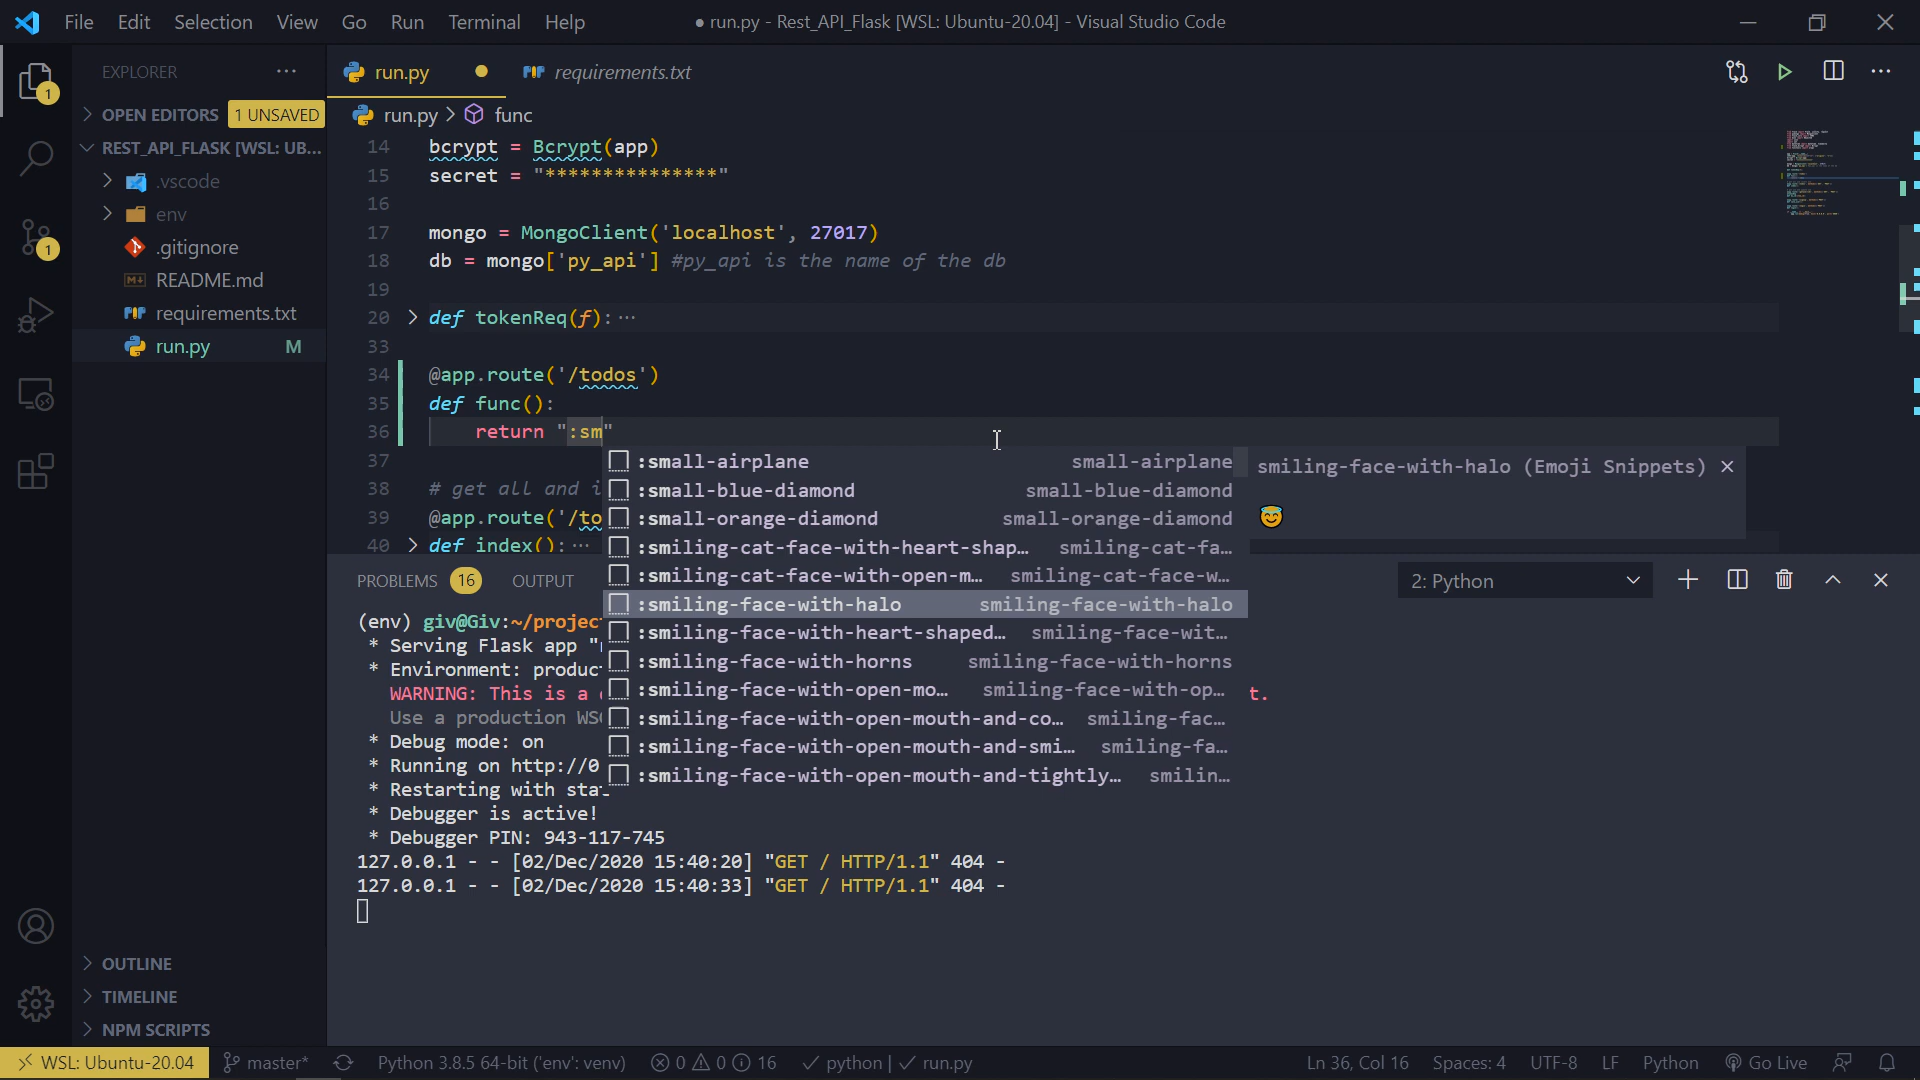 File Edit Selection View Go Run Terminal Help
● run.py - Rest_API_Flask [WSL: Ubuntu-20.04] - Visual Studio Code
EXPLORER
run.py
requirements.txt
1
OPEN EDITORS 1 UNSAVED
run.py > func
REST_API_FLASK [WSL: UB...
.vscode
env
.gitignore
README.md
requirements.txt
run.py M
1
14 bcrypt = Bcrypt(app)
15 secret = "***************"
16
17 mongo = MongoClient('localhost', 27017)
18 db = mongo['py_api'] #py_api is the name of the db
19
20 > def tokenReq(f):⋯
33
34 @app.route('/todos')
35 def func():
36 return ":sm"
37
38 # get all and i
39 @app.route('/to
40 > def index():⋯
:small-airplane small-airplane
:small-blue-diamond small-blue-diamond
:small-orange-diamond small-orange-diamond
:smiling-cat-face-with-heart-shap… smiling-cat-fa…
:smiling-cat-face-with-open-m… smiling-cat-face-w…
:smiling-face-with-halo smiling-face-with-halo
:smiling-face-with-heart-shaped… smiling-face-wit…
:smiling-face-with-horns smiling-face-with-horns
:smiling-face-with-open-mo… smiling-face-with-op…
:smiling-face-with-open-mouth-and-co… smiling-fac…
:smiling-face-with-open-mouth-and-smi… smiling-fa…
:smiling-face-with-open-mouth-and-tightly… smilin…
smiling-face-with-halo (Emoji Snippets) ×
😇
PROBLEMS 16 OUTPUT
2: Python
(env) giv@Giv:~/projec
* Serving Flask app "
* Environment: produc
WARNING: This is a
t.
Use a production WS
* Debug mode: on
* Running on http://0
* Restarting with sta
* Debugger is active!
* Debugger PIN: 943-117-745
127.0.0.1 - - [02/Dec/2020 15:40:20] "GET / HTTP/1.1" 404 -
127.0.0.1 - - [02/Dec/2020 15:40:33] "GET / HTTP/1.1" 404 -
OUTLINE
TIMELINE
NPM SCRIPTS
WSL: Ubuntu-20.04 master* Python 3.8.5 64-bit ('env': venv) 0 0 16 ✓ python | ✓ run.py Ln 36, Col 16 Spaces: 4 UTF-8 LF Python Go Live